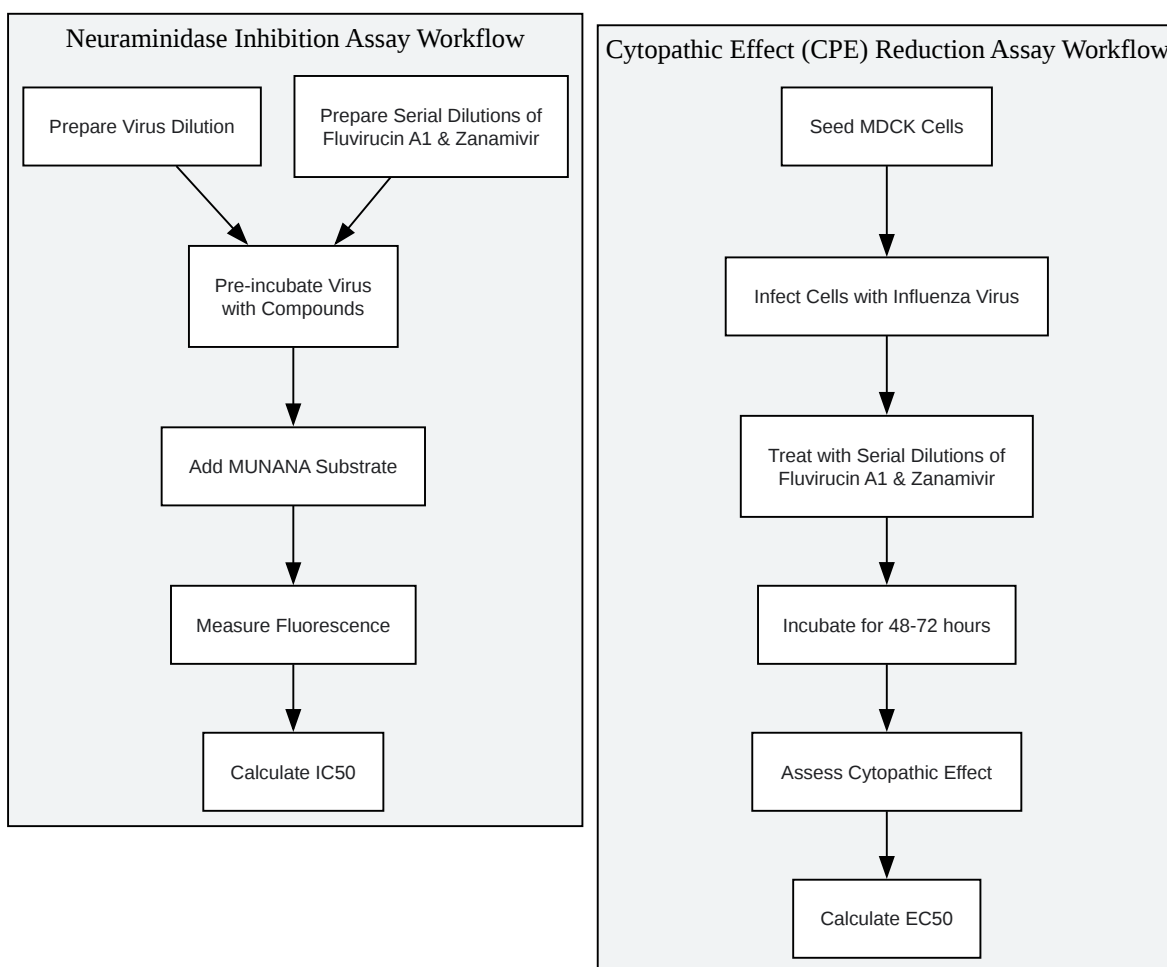 Neuraminidase Inhibition Assay Workflow
Prepare Virus Dilution
Prepare Serial Dilutions of
Fluvirucin A1 & Zanamivir
Pre-incubate Virus
with Compounds
Add MUNANA Substrate
Measure Fluorescence
Calculate IC50
Cytopathic Effect (CPE) Reduction Assay Workflow
Seed MDCK Cells
Infect Cells with Influenza Virus
Treat with Serial Dilutions of
Fluvirucin A1 & Zanamivir
Incubate for 48-72 hours
Assess Cytopathic Effect
Calculate EC50